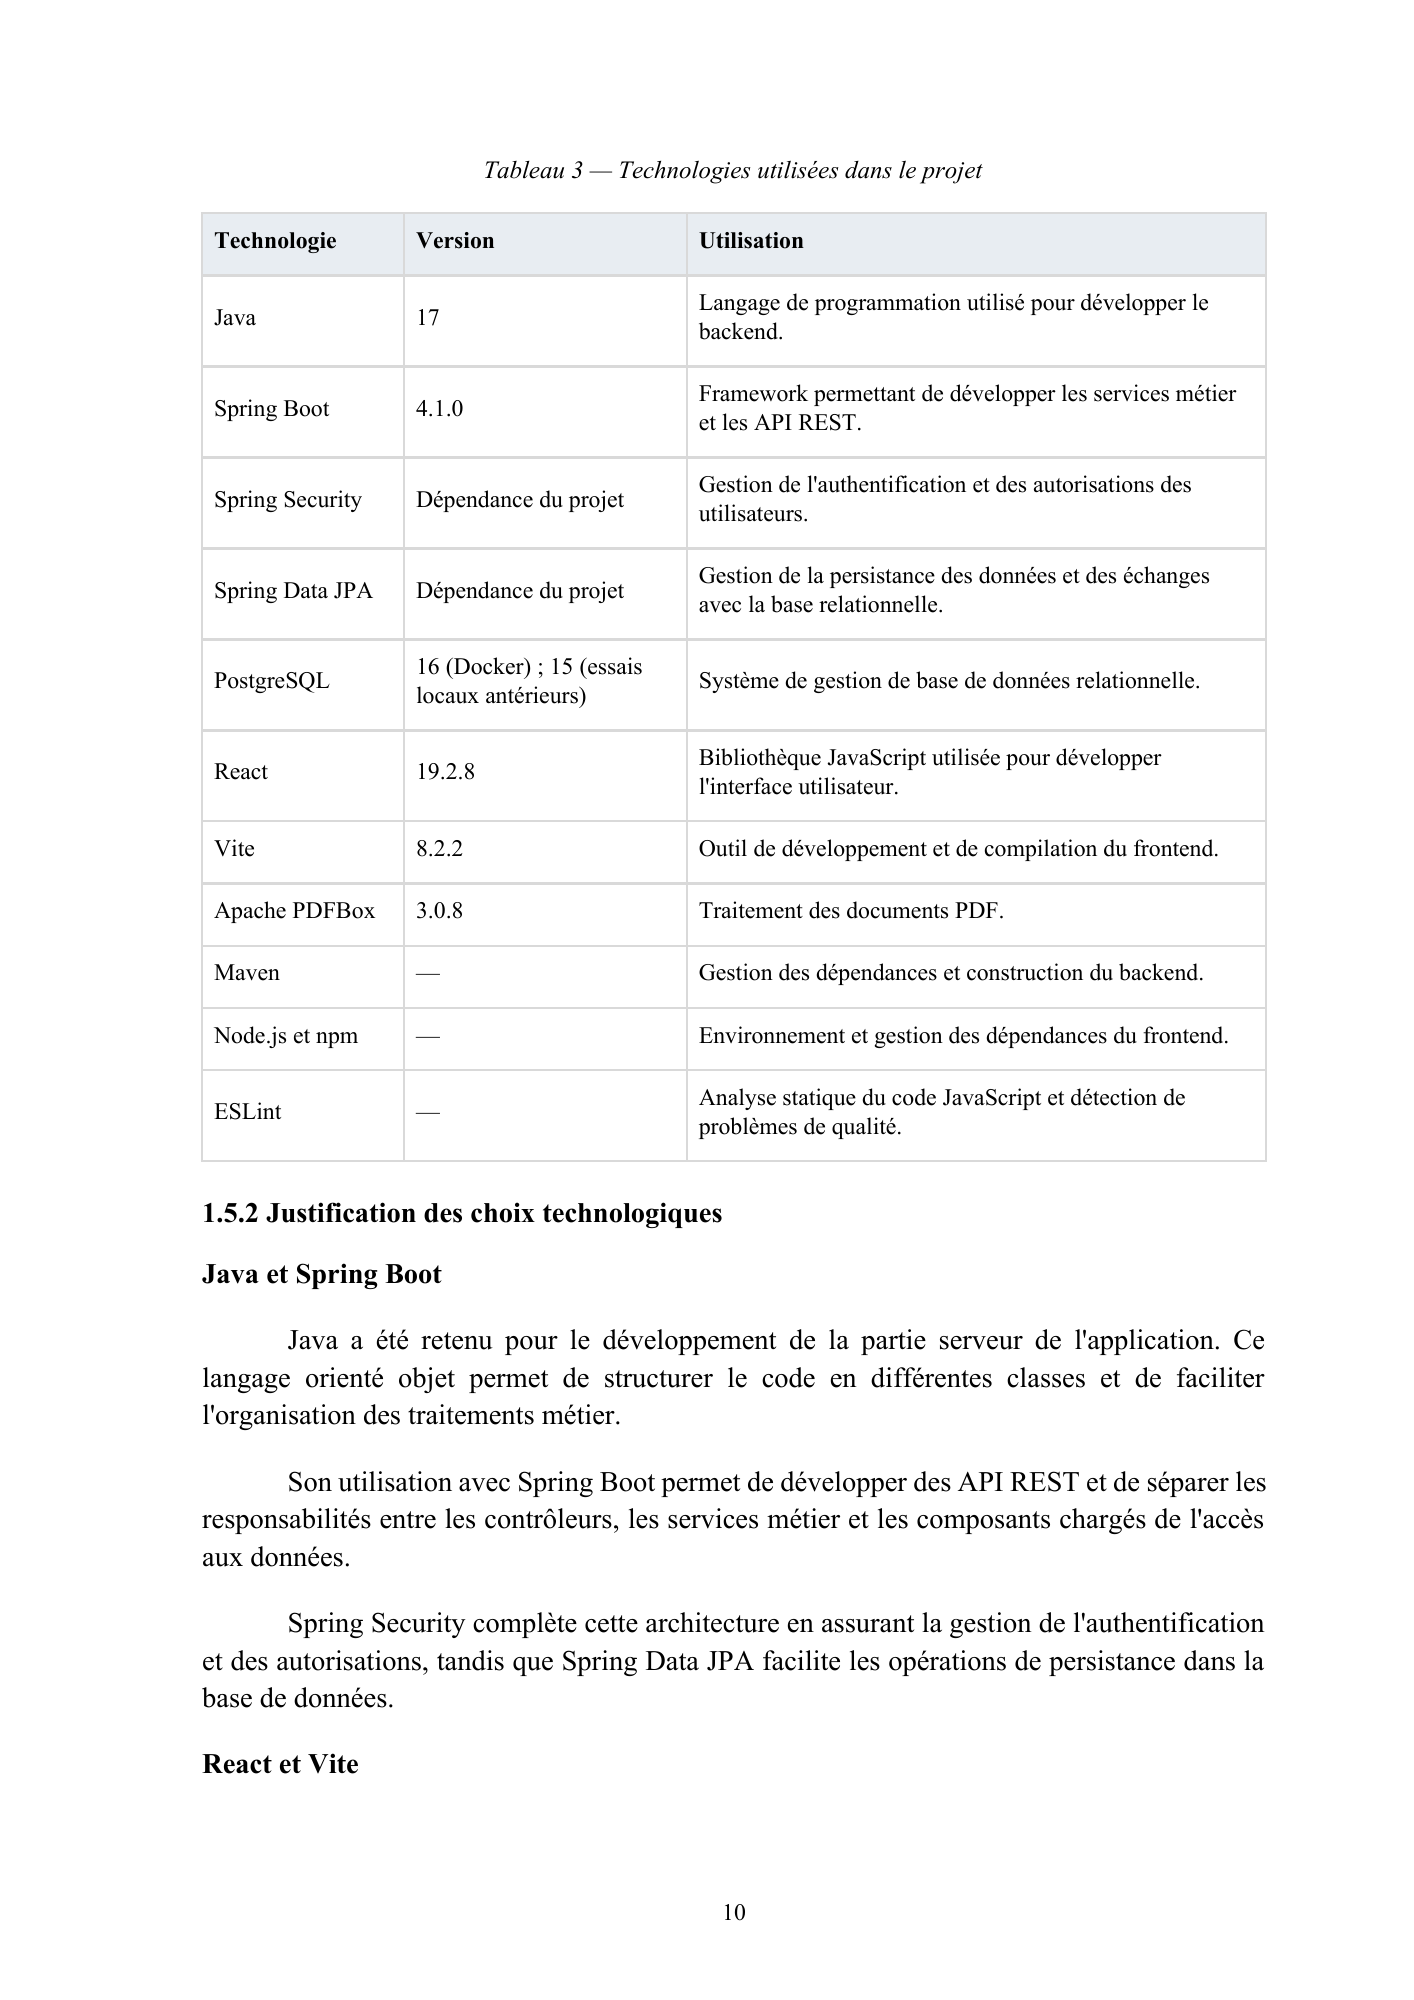 Tableau 3 — Technologies utilisées dans le projet
Technologie Version Utilisation
Java 17 Langage de programmation utilisé pour développer le
backend.
Spring Boot 4.1.0 Framework permettant de développer les services métier
et les API REST.
Spring Security Dépendance du projet Gestion de l'authentification et des autorisations des
utilisateurs.
Spring Data JPA Dépendance du projet Gestion de la persistance des données et des échanges
avec la base relationnelle.
PostgreSQL 16 (Docker) ; 15 (essais
locaux antérieurs) Système de gestion de base de données relationnelle.
React 19.2.8 Bibliothèque JavaScript utilisée pour développer
l'interface utilisateur.
Vite 8.2.2 Outil de développement et de compilation du frontend.
Apache PDFBox 3.0.8 Traitement des documents PDF.
Maven — Gestion des dépendances et construction du backend.
Node.js et npm — Environnement et gestion des dépendances du frontend.
ESLint — Analyse statique du code JavaScript et détection de
problèmes de qualité.
1.5.2 Justification des choix technologiques
Java et Spring Boot
Java a été retenu pour le développement de la partie serveur de l'application. Ce
langage orienté objet permet de structurer le code en différentes classes et de faciliter
l'organisation des traitements métier.
Son utilisation avec Spring Boot permet de développer des API REST et de séparer les
responsabilités entre les contrôleurs, les services métier et les composants chargés de l'accès
aux données.
Spring Security complète cette architecture en assurant la gestion de l'authentification
et des autorisations, tandis que Spring Data JPA facilite les opérations de persistance dans la
base de données.
React et Vite
10